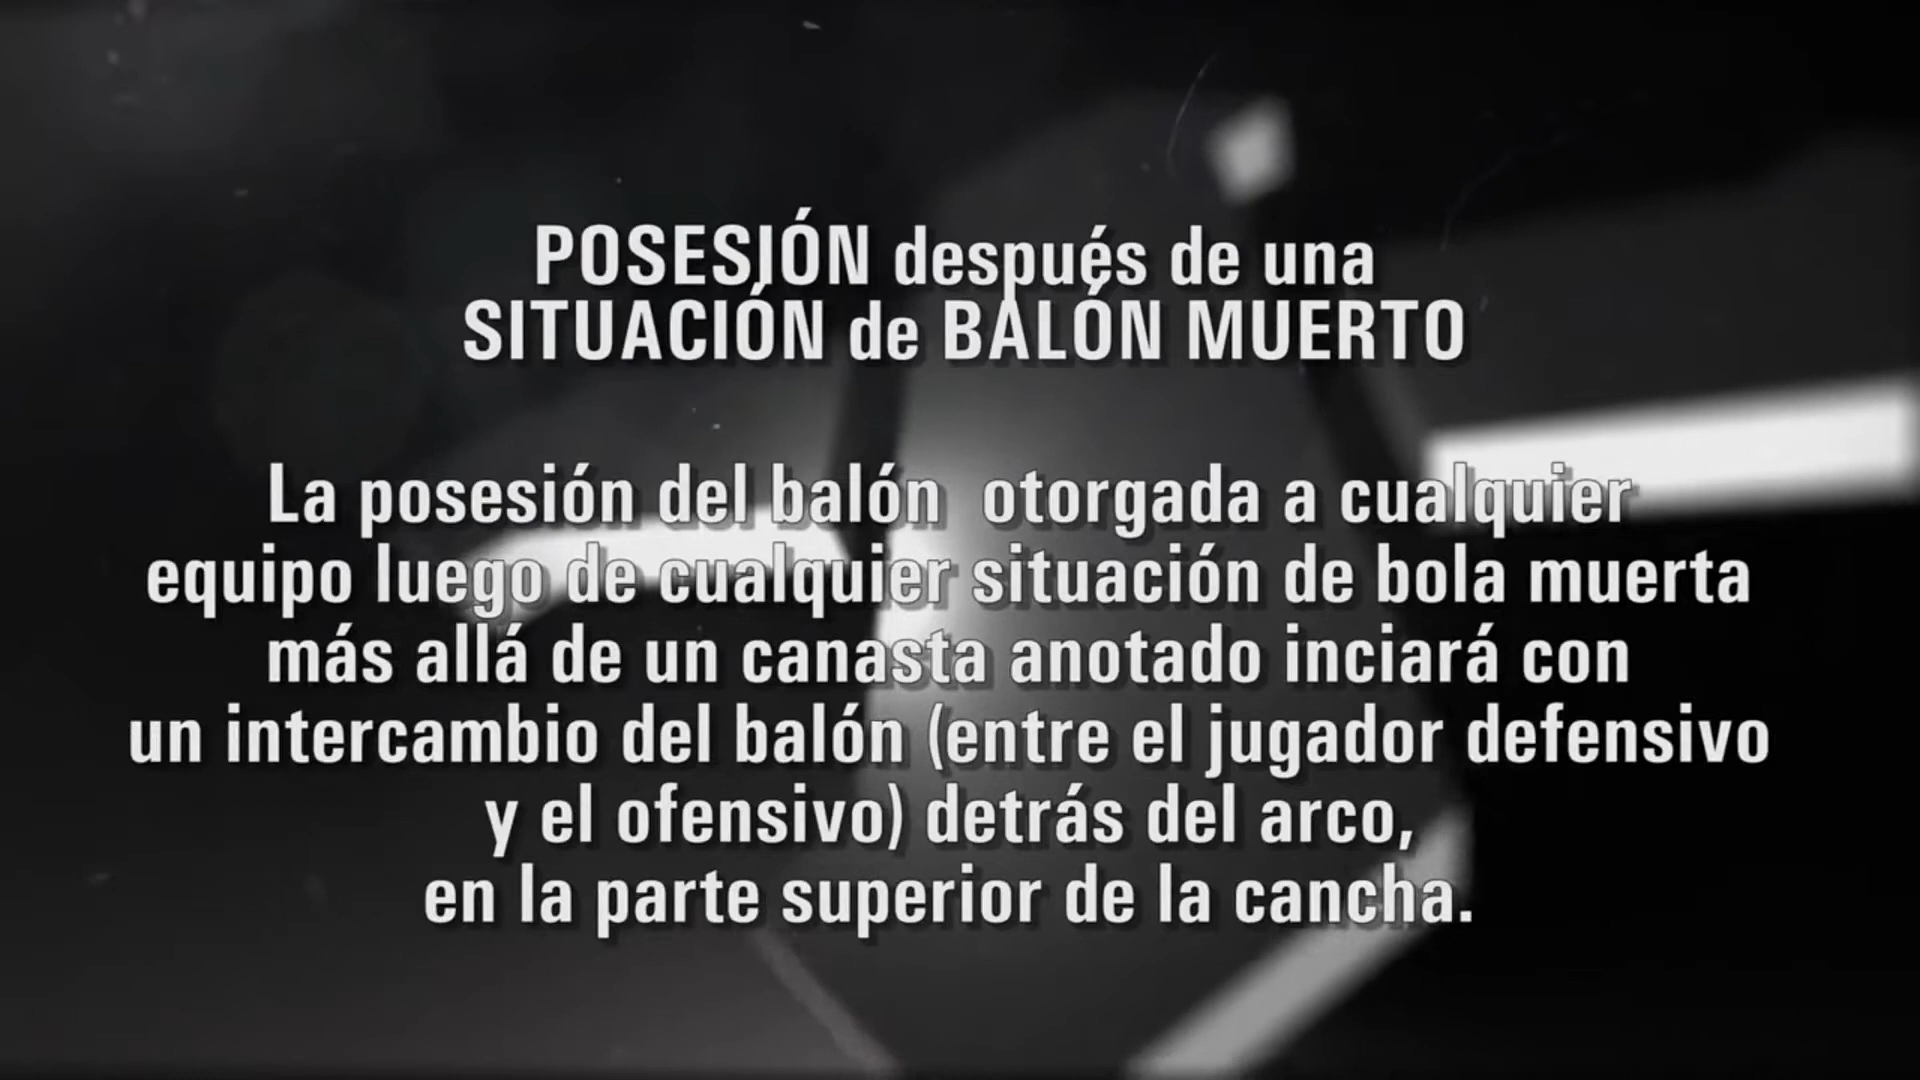 POSESIÓN después de una
SITUACIÓN de BALÓN MUERTO
La posesión del balón otorgada a cualquier
equipo luego de cualquier situación de bola muerta
más allá de un canasta anotado inciará con
un intercambio del balón (entre el jugador defensivo
y el ofensivo) detrás del arco,
en la parte superior de la cancha.